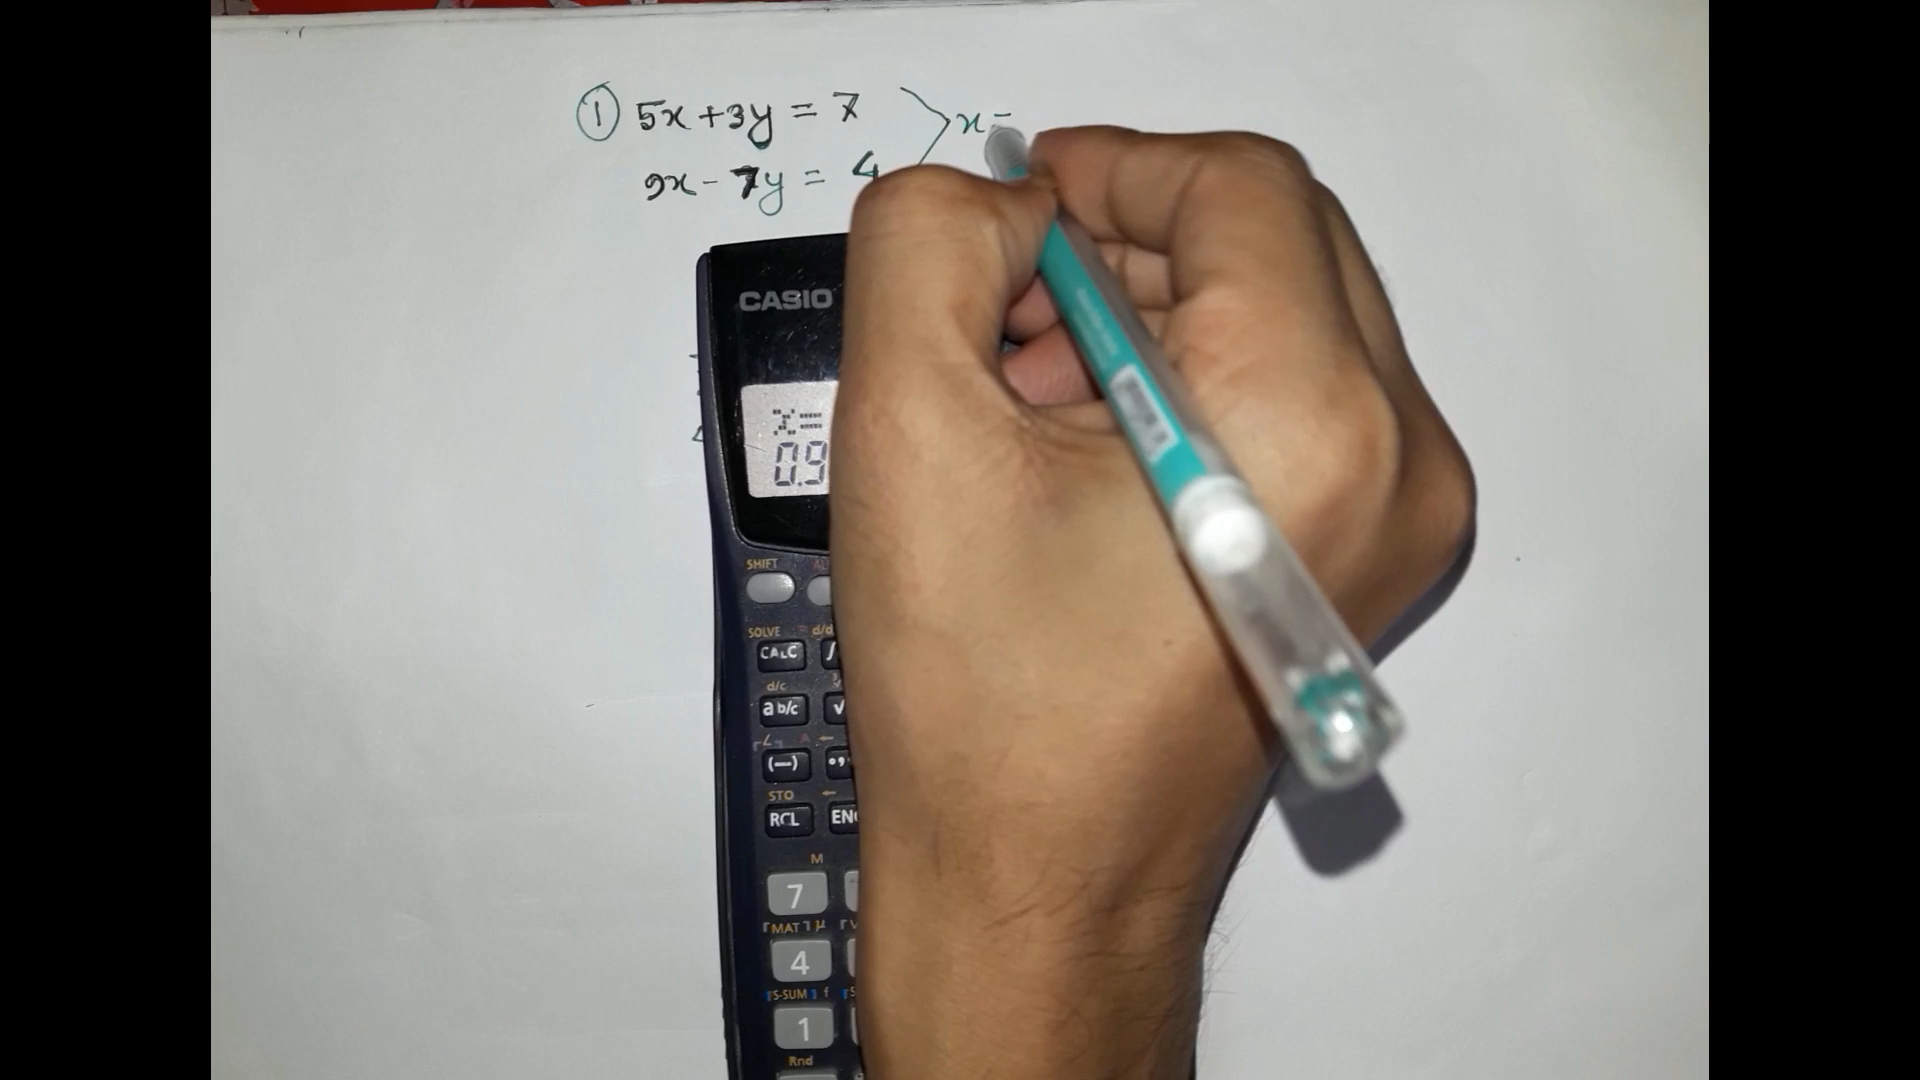 ① 5x+3y = 7
x =
9x - 7y = 4
CASIO
x=
0.9
SHIFT
SOLVE d/d
CALC
d/c
a b/c √
∠ A ←
(—)
STO ←
RCL EN
M
7
MAT μ
4
S-SUM f
1
Rnd